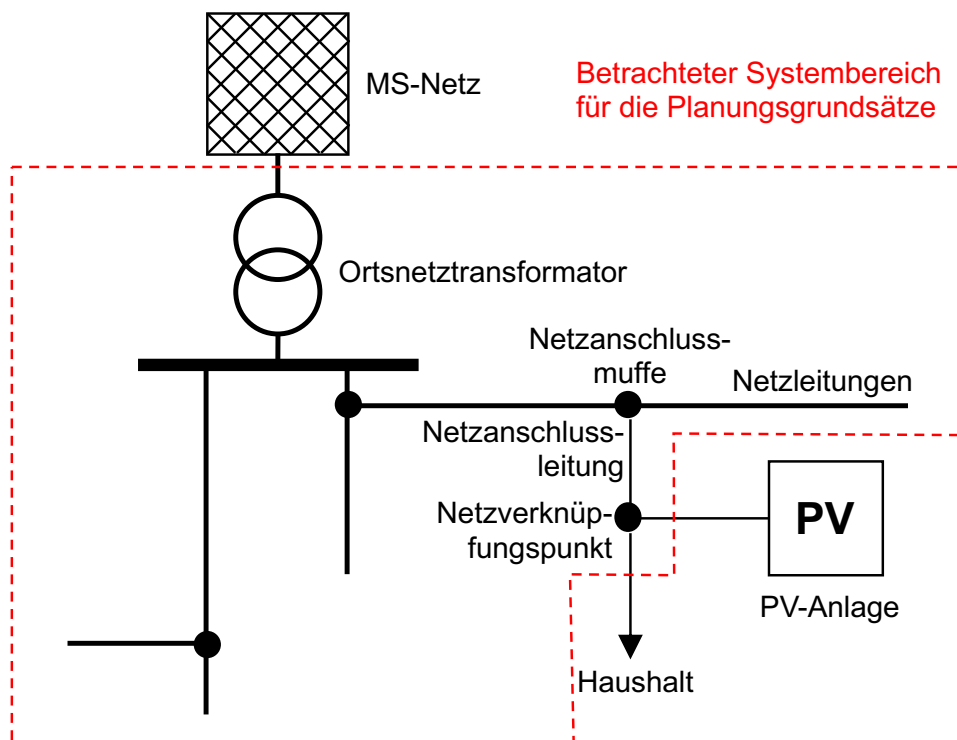 Betrachteter Systembereich
für die Planungsgrundsätze
MS-Netz
Ortsnetztransformator
Netzanschluss-
muffe
Netzleitungen
Netzanschluss-
leitung
Netzverknüp-
fungspunkt
PV
PV-Anlage
Haushalt